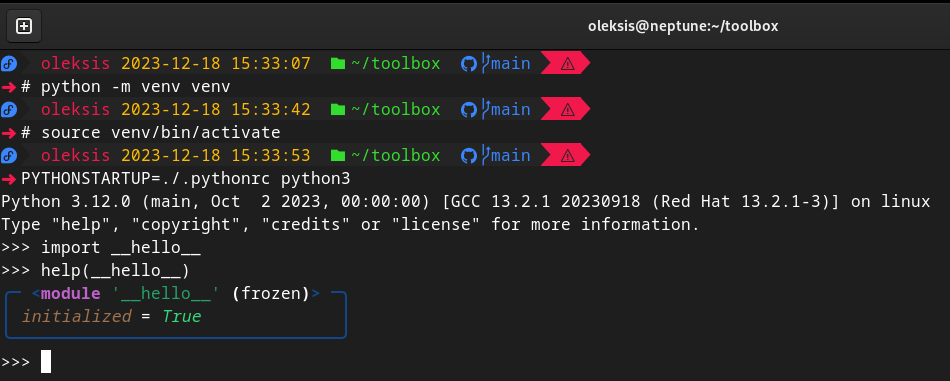 oleksis@neptune:~/toolbox
oleksis 2023-12-18 15:33:07 ~/toolbox main
➜ # python -m venv venv
oleksis 2023-12-18 15:33:42 ~/toolbox main
➜ # source venv/bin/activate
oleksis 2023-12-18 15:33:53 ~/toolbox main
➜ PYTHONSTARTUP=./.pythonrc python3
Python 3.12.0 (main, Oct  2 2023, 00:00:00) [GCC 13.2.1 20230918 (Red Hat 13.2.1-3)] on linux
Type "help", "copyright", "credits" or "license" for more information.
>>> import __hello__
>>> help(__hello__)
<module '__hello__' (frozen)>
initialized = True
>>>